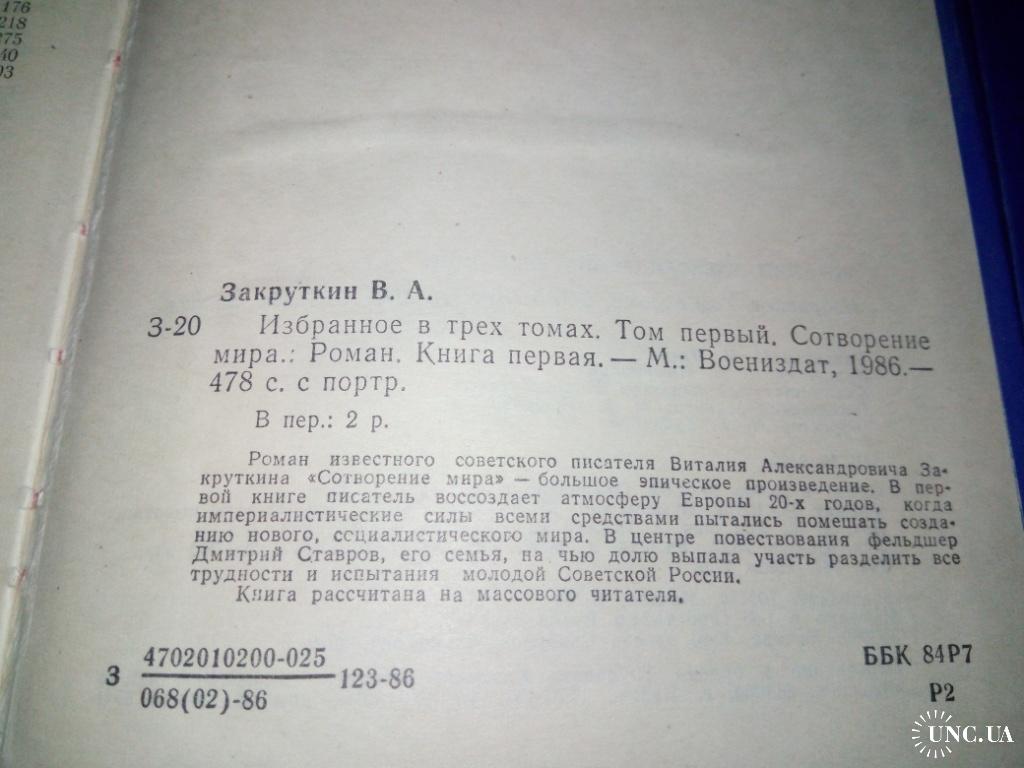 176
218
275
40
93
Закруткин В. А.
З-20 Избранное в трех томах. Том первый. Сотворение
мира.: Роман. Книга первая. — М.: Воениздат, 1986.—
478 с. с портр.
В пер.: 2 р.
Роман известного советского писателя Виталия Александровича За-
круткина «Сотворение мира» — большое эпическое произведение. В пер-
вой книге писатель воссоздает атмосферу Европы 20-х годов, когда
империалистические силы всеми средствами пытались помешать созда-
нию нового, социалистического мира. В центре повествования фельдшер
Дмитрий Ставров, его семья, на чью долю выпала участь разделить все
трудности и испытания молодой Советской России.
Книга рассчитана на массового читателя.
З 4702010200-025
068(02)-86 123-86
ББК 84Р7
Р2
UNC.UA